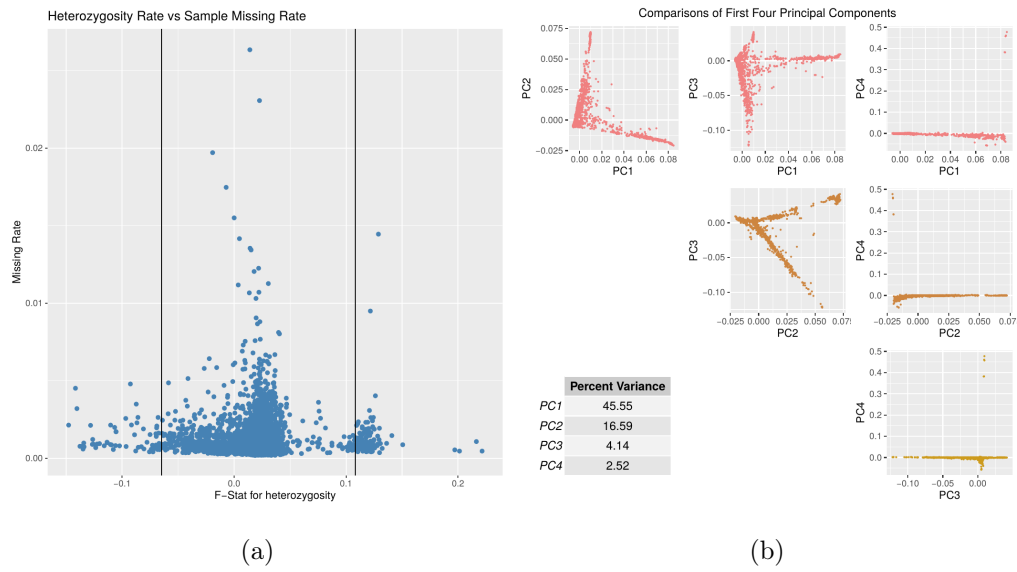 Heterozygosity Rate vs Sample Missing Rate
Missing Rate
0.02
0.01
0.00
−0.1 0.0 0.1 0.2
F−Stat for heterozygosity
(a)
Comparisons of First Four Principal Components
PC2
0.075
0.050
0.025
0.000
−0.025
0.00 0.02 0.04 0.06 0.08
PC1
PC3
0.00
−0.05
−0.10
0.00 0.02 0.04 0.06 0.08
PC1
PC4
0.5
0.4
0.3
0.2
0.1
0.0
0.00 0.02 0.04 0.06 0.08
PC1
PC3
0.00
−0.05
−0.10
−0.025 0.000 0.025 0.050 0.075
PC2
PC4
0.5
0.4
0.3
0.2
0.1
0.0
−0.025 0.000 0.025 0.050 0.075
PC2
PC4
0.5
0.4
0.3
0.2
0.1
0.0
−0.10 −0.05 0.00
PC3
Percent Variance
PC1 45.55
PC2 16.59
PC3 4.14
PC4 2.52
(b)